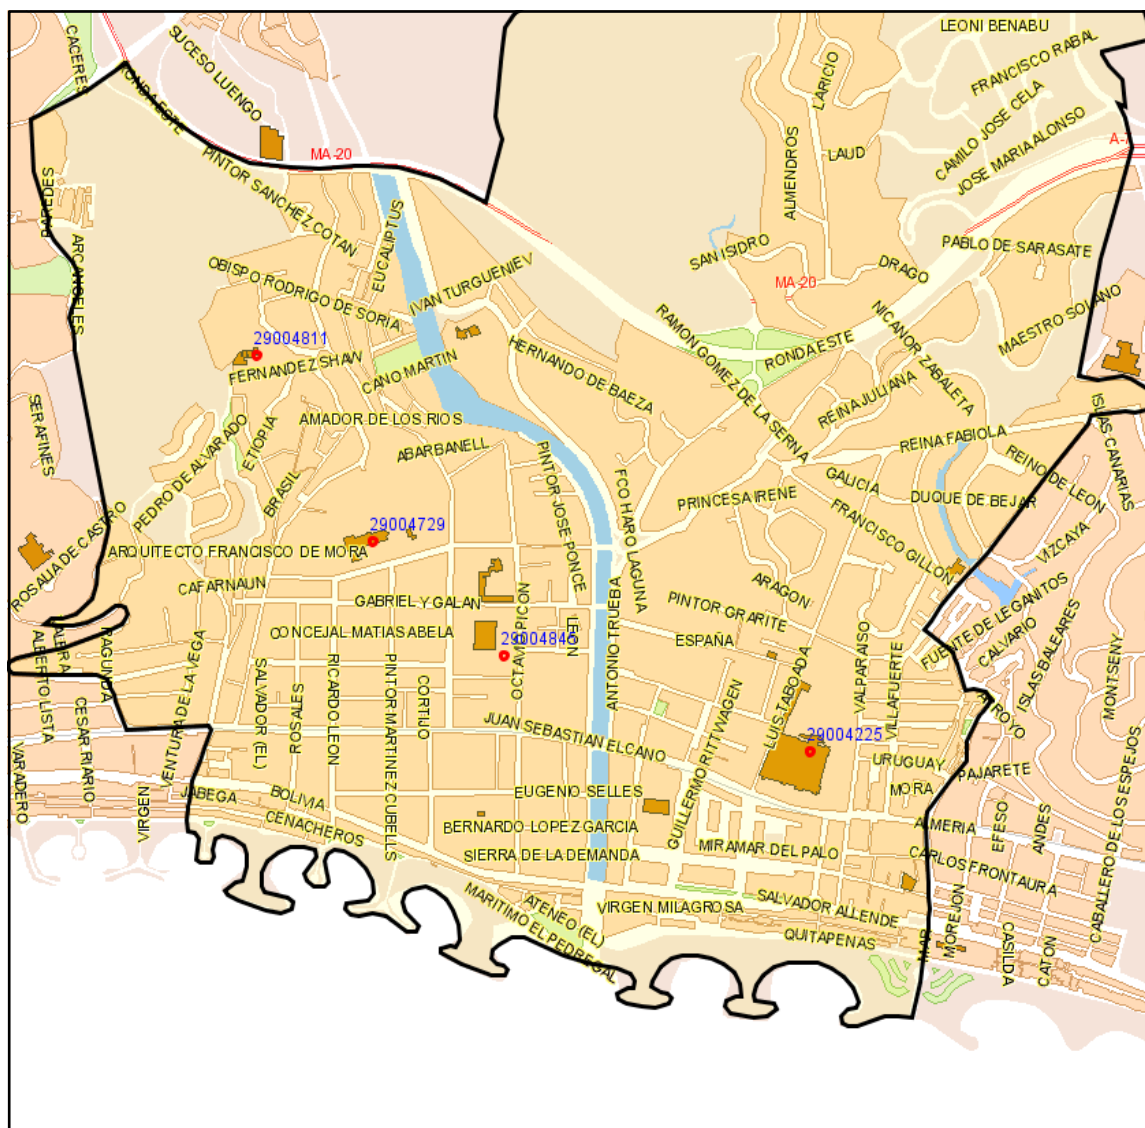 LEONI BENABU
CACERES
SUCESO LUENGO
FRANCISCO RABAL
LARICIO
RONDA ESTE
CAMILO JOSE CELA
ALMENDROS
JOSE MARIA ALONSO
A-7
MA-20
LAUD
PINTOR SANCHEZ COTAN
PAREDES
ARCANGELES
EUCALIPTUS
SAN ISIDRO
PABLO DE SARASATE
DRAGO
OBISPO RODRIGO DE SORIA
IVAN TURGUENIEV
MA-20
MAESTRO SOLANO
RAMON GOMEZ DE LA SERNA
NICANOR ZABALETA
29004811
FERNANDEZ SHAW
HERNANDO DE BAEZA
RONDA ESTE
CANO MARTIN
REINA JULIANA
SERAFINES
ISLAS CANARIAS
AMADOR DE LOS RIOS
ETIOPIA
PEDRO DE ALVARADO
ABARBANELL
REINA FABIOLA
PINTOR JOSE PONCE
REINO DE LEON
BRASIL
FCO HARO LAGUNA
GALICIA
PRINCESA IRENE
DUQUE DE BEJAR
29004729
FRANCISCO GILLON
VIZCAYA
ROSALIA DE CASTRO
ARQUITECTO FRANCISCO DE MORA
CAFARNAUN
ARAGON
GABRIEL Y GALAN
OCTAVIO PICON
PINTOR GRARITE
ANTONIO TRUEBA
FUENTE DE LEGANITOS
CALVARIO
ISLAS BALEARES
CONCEJAL MATIAS ABELA
29004845
LEON
ESPAÑA
ALBERTO LISTA
RAGUNDA
VALPARAISO
VILLAFUERTE
MONTSENY
VENTURA DE LA VEGA
SALVADOR (EL)
ROSALES
RICARDO LEON
PINTOR MARTINEZ CUBELLS
CORTIJO
LUIS TABOADA
GUILLERMO RITTWAGEN
ARROYO
JUAN SEBASTIAN ELCANO
29004225
CESAR RIARIO
VARADERO
URUGUAY
PAJARETE
VIRGEN
JABEGA
BOLIVIA
EUGENIO SELLES
MORA
CABALLERO DE LOS ESPEJOS
CENACHEROS
BERNARDO LOPEZ GARCIA
ALMERIA
EFESO
ANDES
SIERRA DE LA DEMANDA
MIRAMAR DEL PALO
CARLOS FRONTAURA
MARITIMO EL PEDREGAL
ATENEO (EL)
VIRGEN MILAGROSA
SALVADOR ALLENDE
QUITAPENAS
MAR
MOREJON
CASILDA
CATON